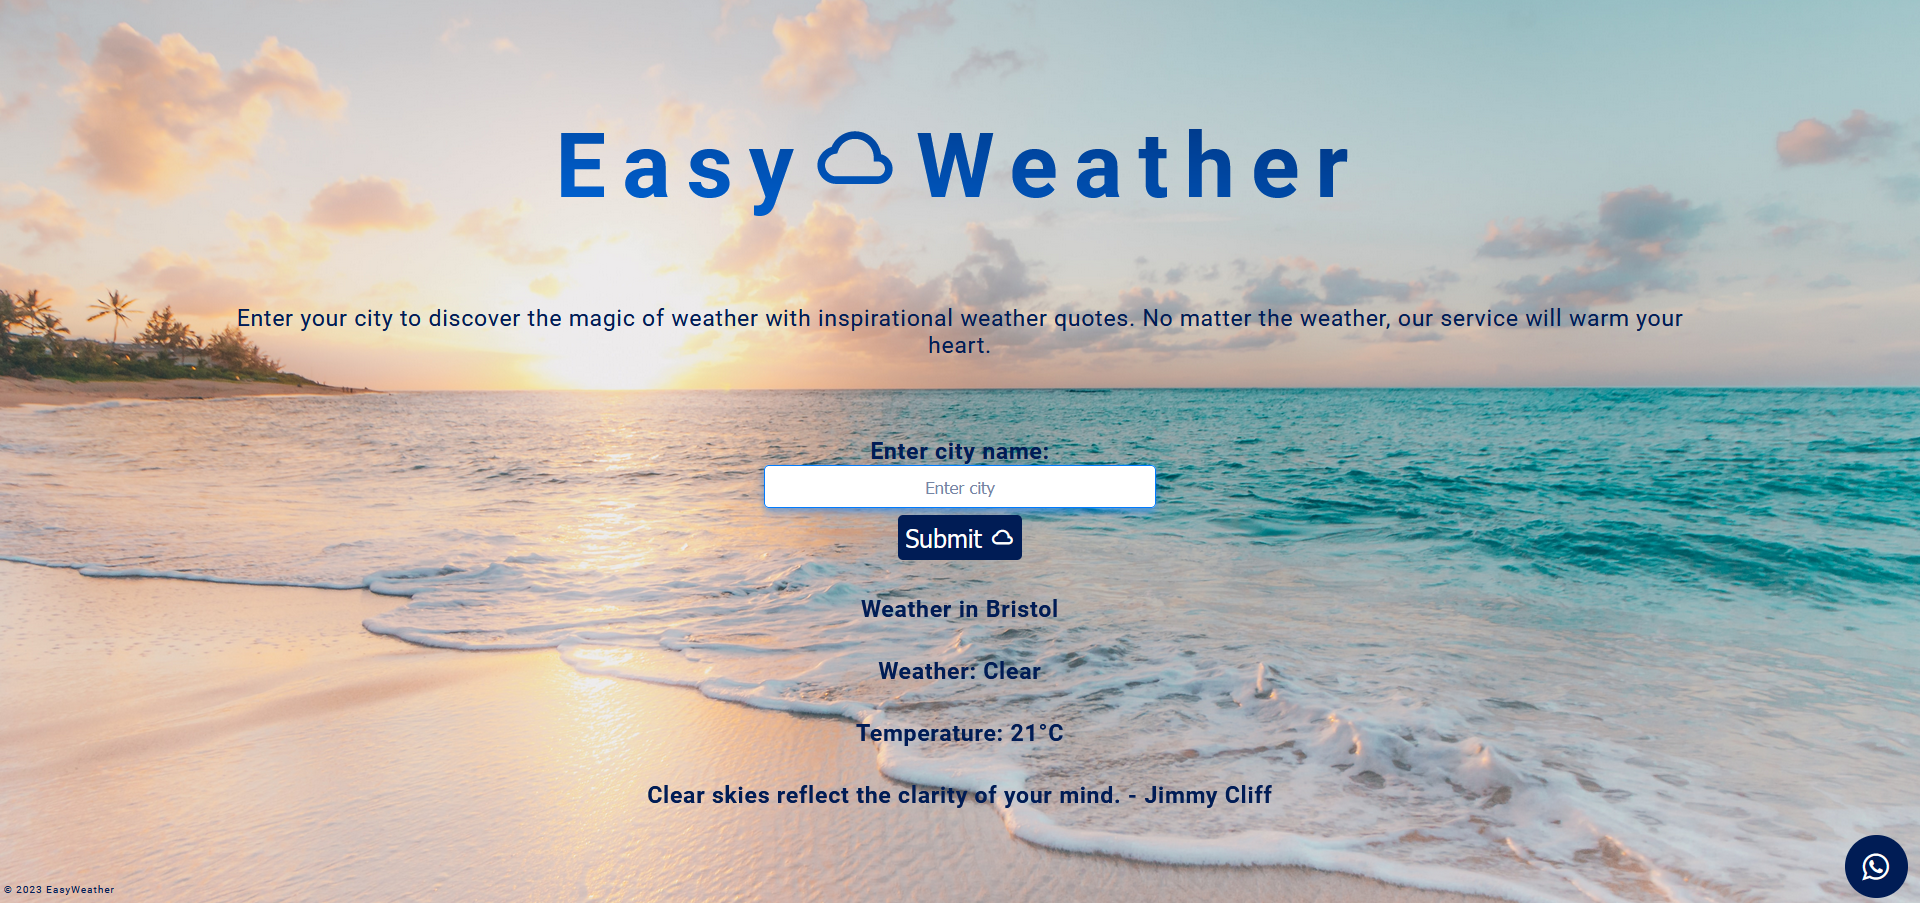 Easy Weather
Enter your city to discover the magic of weather with inspirational weather quotes. No matter the weather, our service will warm your
heart.
Enter city name:
Enter city
Submit
Weather in Bristol
Weather: Clear
Temperature: 21°C
Clear skies reflect the clarity of your mind. - Jimmy Cliff
© 2023 EasyWeather